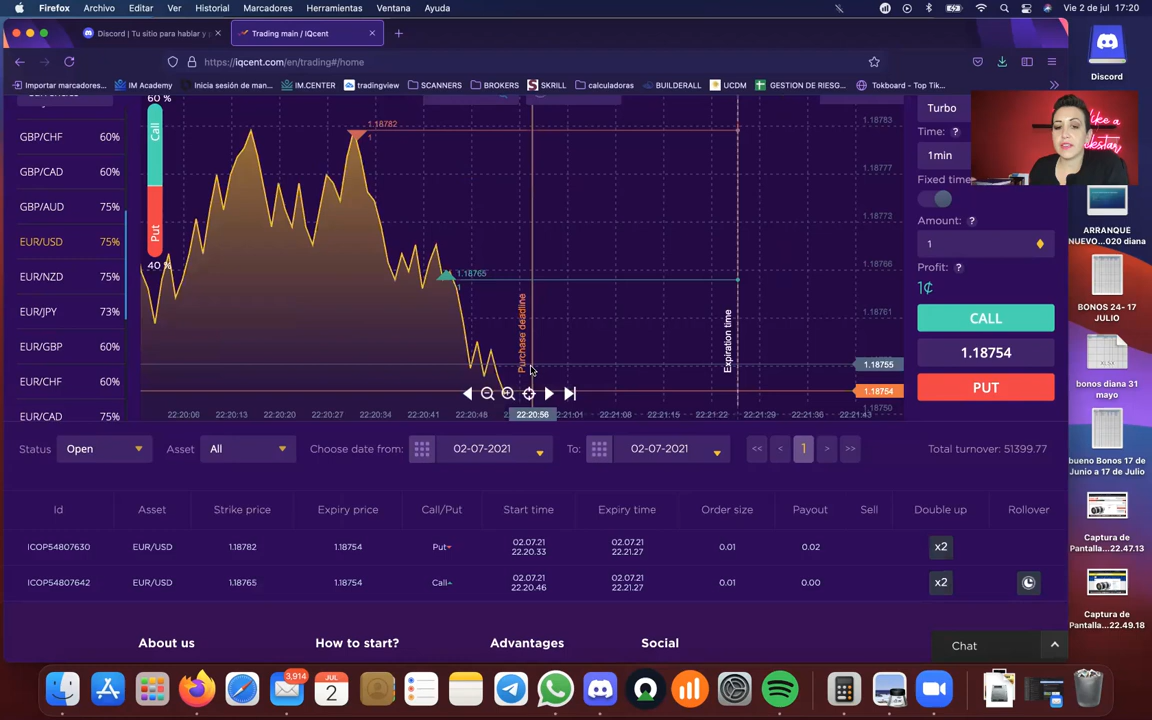 Firefox Archivo Editar Ver Historial Marcadores Herramientas Ventana Ayuda Vie 2 de jul 17:20
Discord | Tu sitio para hablar y p
Trading main / IQcent
https://iqcent.com/en/trading#/home
Importar marcadores... IM Academy Inicia sesión de man... IM.CENTER tradingview SCANNERS BROKERS SKRILL calculadoras BUILDERALL UCDM GESTION DE RIESG... Tokboard - Top Tik...
GBP/CHF 60%
GBP/CAD 60%
GBP/AUD 75%
EUR/USD 75%
EUR/NZD 75%
EUR/JPY 73%
EUR/GBP 60%
EUR/CHF 60%
EUR/CAD 75%
60 %
Call
Put
40 %
1.18782
1.18765
1
Purchase deadline
Expiration time
1.18783
1.18777
1.18772
1.18766
1.18761
1.18755
1.18754
1.18750
22:20:06 22:20:13 22:20:20 22:20:27 22:20:34 22:20:41 22:20:48 22:20:56 22:21:01 22:21:08 22:21:15 22:21:22 22:21:29 22:21:36 22:21:43
Turbo
Time: ?
1min
Fixed time
Amount: ?
1
Profit: ?
1¢
CALL
1.18754
PUT
Status Open Asset All Choose date from: 02-07-2021 To: 02-07-2021 << < 1 > >> Total turnover: 51399.77
Id Asset Strike price Expiry price Call/Put Start time Expiry time Order size Payout Sell Double up Rollover
ICOP54807630 EUR/USD 1.18782 1.18754 Put 02.07.21 22.20.33 02.07.21 22.21.27 0.01 0.02 x2
ICOP54807642 EUR/USD 1.18765 1.18754 Call 02.07.21 22.20.46 02.07.21 22.21.27 0.01 0.00 x2
About us How to start? Advantages Social
Chat
like a
Discord
ARRANQUE
NUEVO...020 diana
BONOS 24- 17
JULIO
bonos diana 31
mayo
bueno Bonos 17 de
Junio a 17 de Julio
Captura de
Pantalla...22.47.13
Captura de
Pantalla...22.49.18
3,914
JUL
2